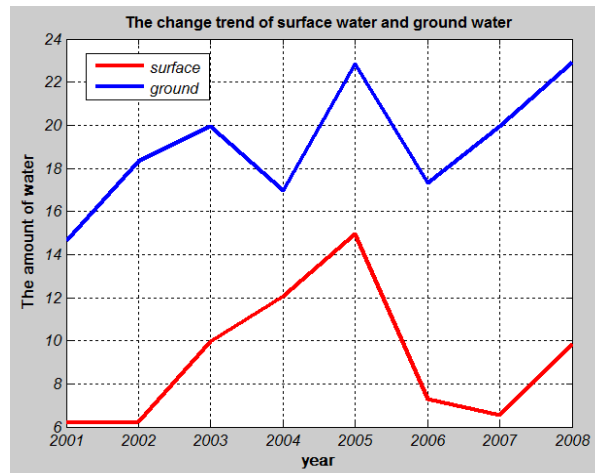 The change trend of surface water and ground water
24
22
20
18
16
14
12
10
8
6
The amount of water
surface
ground
2001 2002 2003 2004 2005 2006 2007 2008
year